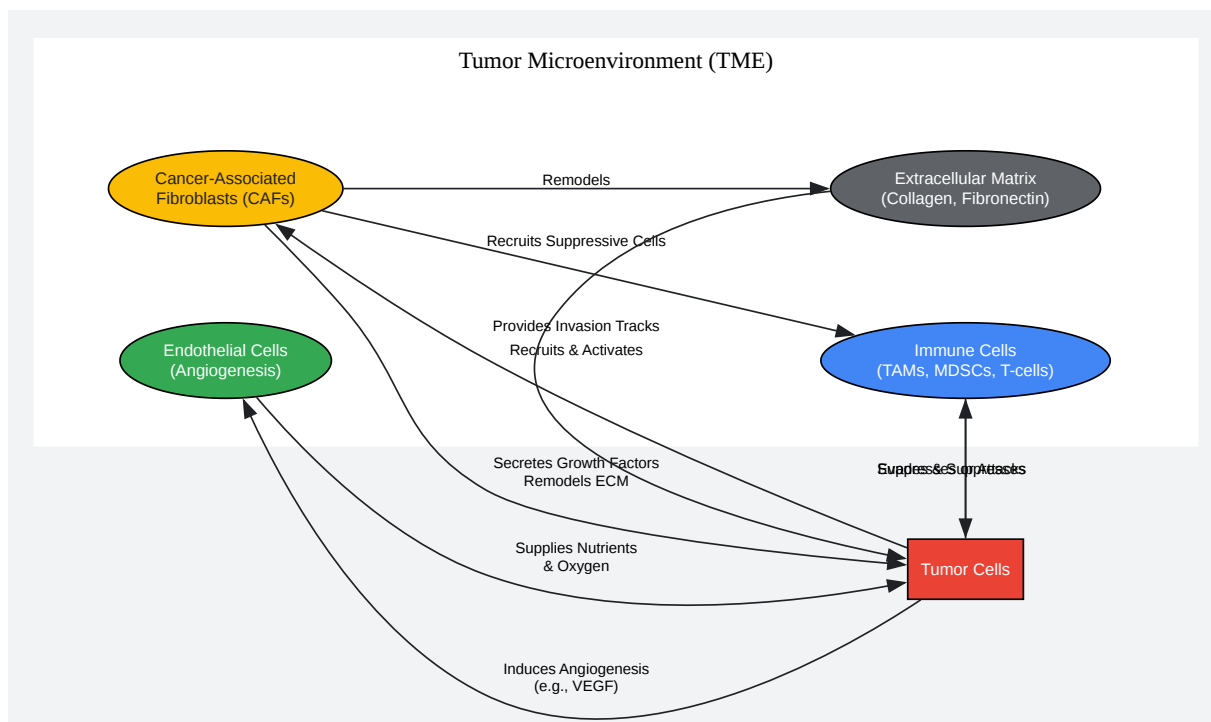 Tumor Microenvironment (TME)
Cancer-Associated
Fibroblasts (CAFs)
Remodels
Extracellular Matrix
(Collagen, Fibronectin)
Recruits Suppressive Cells
Provides Invasion Tracks
Recruits & Activates
Endothelial Cells
(Angiogenesis)
Immune Cells
(TAMs, MDSCs, T-cells)
Secretes Growth Factors
Remodels ECM
Supplies Nutrients
& Oxygen
Tumor Cells
Induces Angiogenesis
(e.g., VEGF)